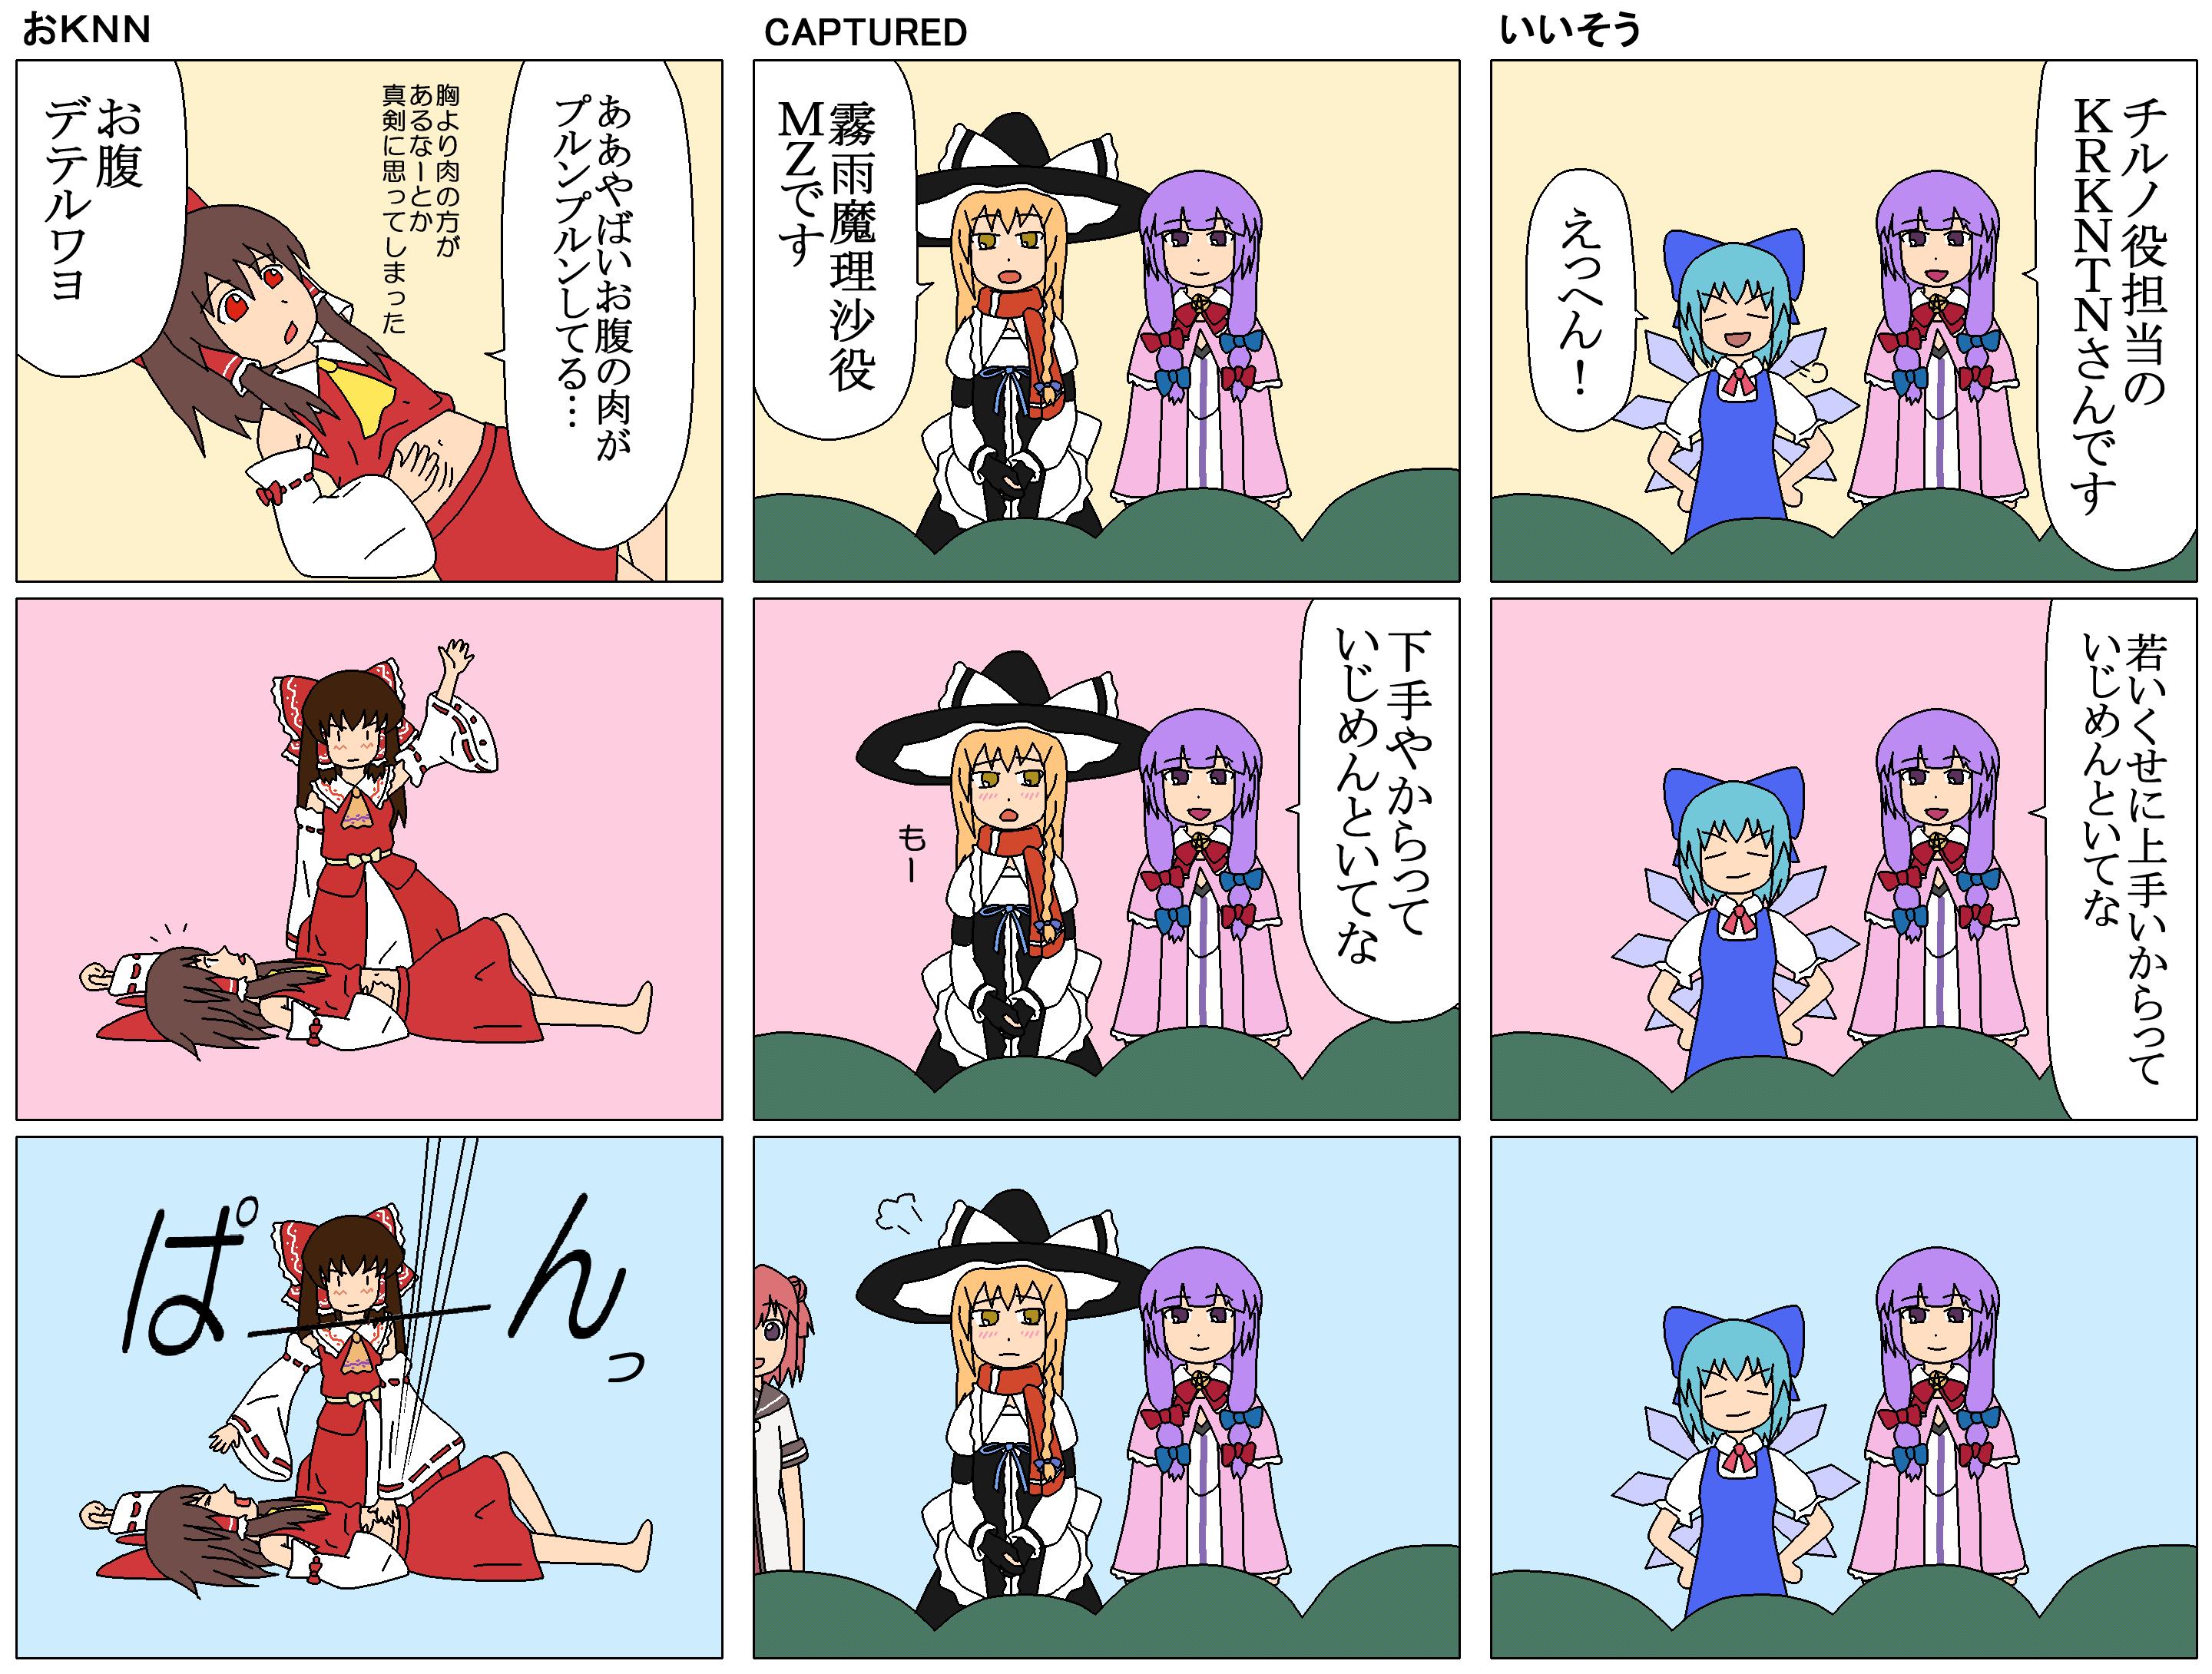 いいそう
チルノ役担当の
KRKNTNさんです
えっへん！
若いくせに上手いからって
いじめんといてな
CAPTURED
霧雨魔理沙役
MZです
下手やからって
いじめんといてな
もー
おKNN
ああやばいお腹の肉が
プルンプルンしてる…
胸より肉の方が
あるなーとか
真剣に思ってしまった
お腹
デテルワヨ
ぱーんっ